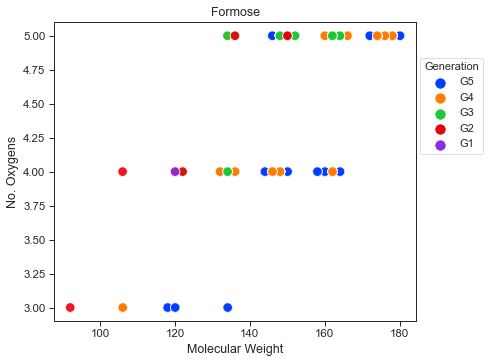 Formose
5.00
4.75
4.50
4.25
4.00
3.75
3.50
3.25
3.00
No. Oxygens
100
120
140
160
180
Molecular Weight
Generation
G5
G4
G3
G2
G1